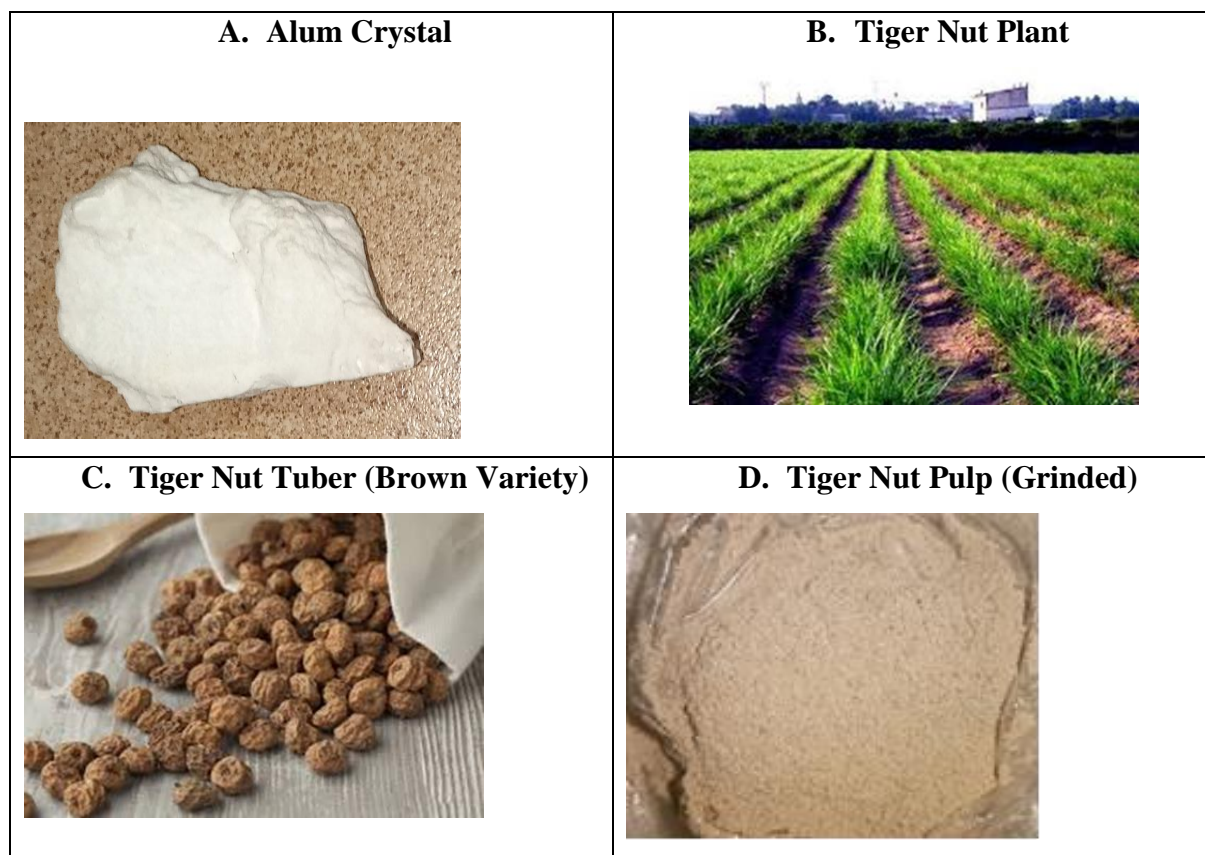 A. Alum Crystal
B. Tiger Nut Plant
C. Tiger Nut Tuber (Brown Variety)
D. Tiger Nut Pulp (Grinded)